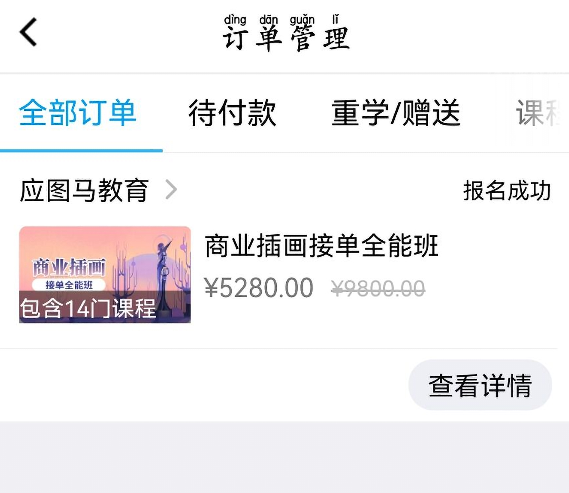 dìng dān guǎn lǐ
订单管理
全部订单 待付款 重学/赠送 课程
应图马教育 报名成功
商业插画
接单全能班
包含14门课程
商业插画接单全能班
¥5280.00 ¥9800.00
查看详情